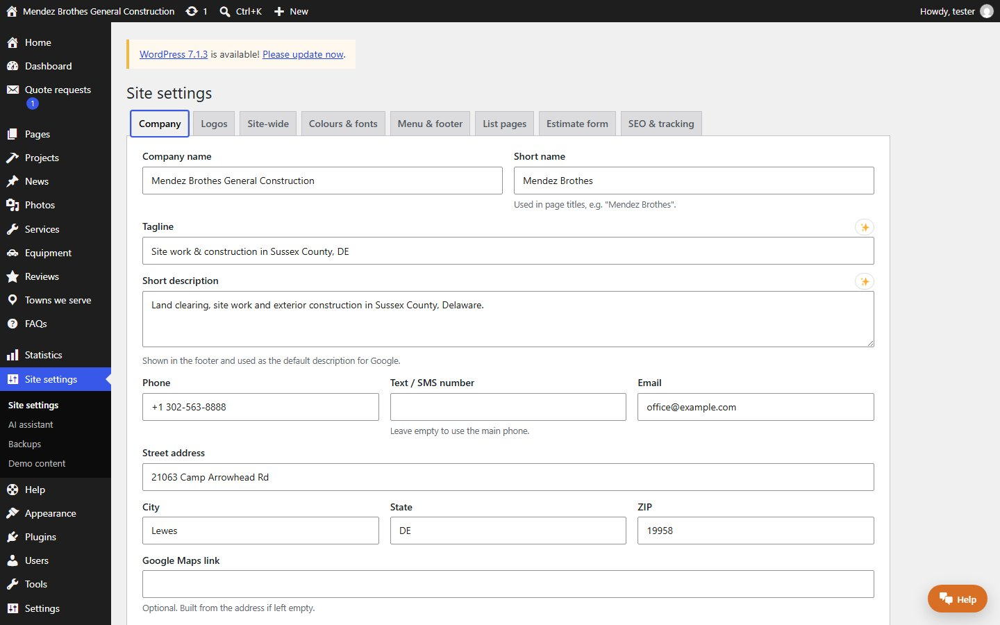 Mendez Brothes General Construction 1 Ctrl+K New Howdy, tester
Home
Dashboard
Quote requests
1
Pages
Projects
News
Photos
Services
Equipment
Reviews
Towns we serve
FAQs
Statistics
Site settings
Site settings
AI assistant
Backups
Demo content
Help
Appearance
Plugins
Users
Tools
Settings
WordPress 7.1.3 is available! Please update now.
Site settings
Company Logos Site-wide Colours & fonts Menu & footer List pages Estimate form SEO & tracking
Company name Short name
Mendez Brothes General Construction Mendez Brothes
Used in page titles, e.g. "Mendez Brothes".
Tagline
Site work & construction in Sussex County, DE
Short description
Land clearing, site work and exterior construction in Sussex County, Delaware.
Shown in the footer and used as the default description for Google.
Phone Text / SMS number Email
+1 302-563-8888 office@example.com
Leave empty to use the main phone.
Street address
21063 Camp Arrowhead Rd
City State ZIP
Lewes DE 19958
Google Maps link
Optional. Built from the address if left empty.
Help